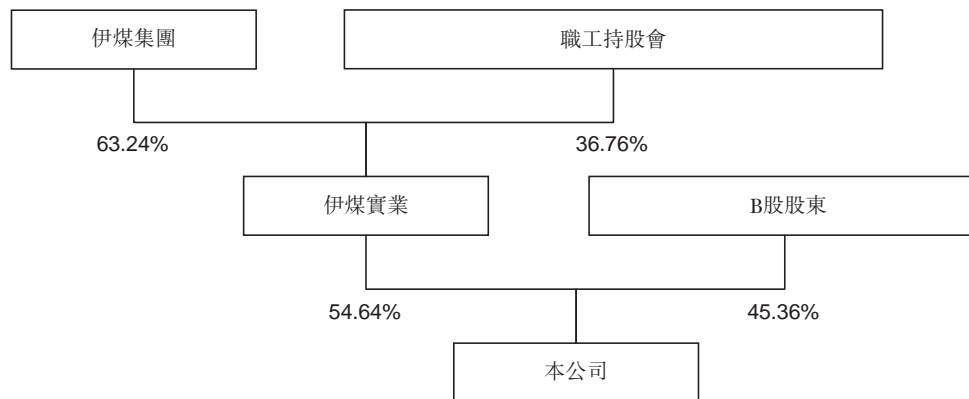 伊煤集團
職工持股會
63.24%
36.76%
伊煤實業
B股股東
54.64%
45.36%
本公司